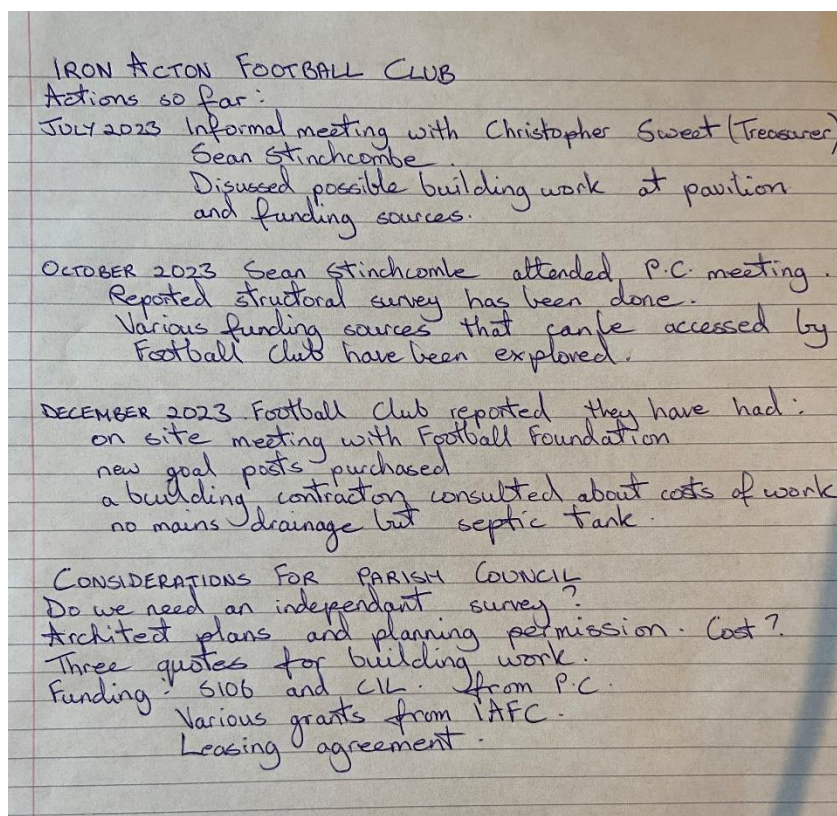 IRON ACTON FOOTBALL CLUB
Actions so far:
JULY 2023 Informal meeting with Christopher Sweet (Treasurer)
Sean Stinchcombe.
Disussed possible building work at pavilion
and funding sources.
OCTOBER 2023 Sean Stinchcombe attended P.C. meeting.
Reported structural survey has been done.
Various funding sources that can be accessed by
Football Club have been explored.
DECEMBER 2023. Football Club reported they have had:
on site meeting with Football Foundation
new goal posts purchased
a building contractor consulted about costs of work
no mains drainage but septic tank.
CONSIDERATIONS FOR PARISH COUNCIL
Do we need an independant survey?
Architect plans and planning permission. Cost?
Three quotes for building work.
Funding: S106 and CIL. from P.C.
Various grants from IAFC.
Leasing agreement.